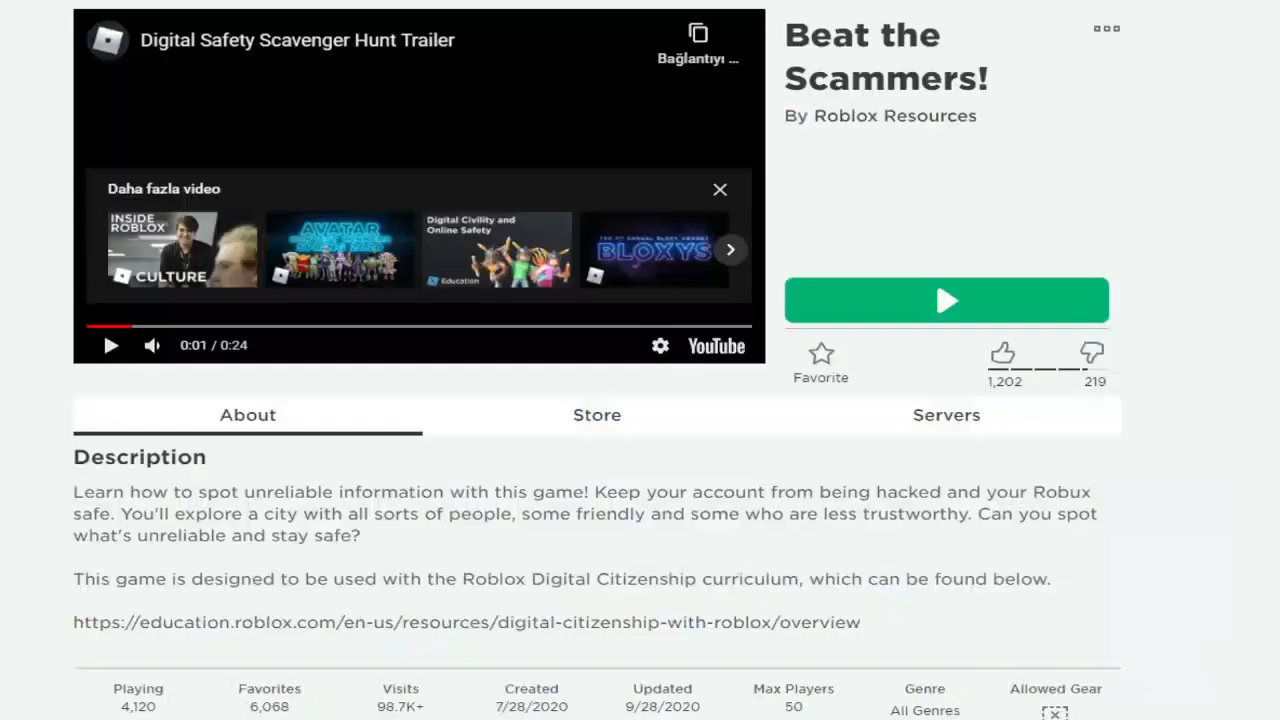 Digital Safety Scavenger Hunt Trailer
Bağlantıyı ...
Daha fazla video
INSIDE
ROBLOX
CULTURE
AVATAR
Digital Civility and
Online Safety
Education
BLOXYS
0:01 / 0:24
YouTube
Beat the
Scammers!
By Roblox Resources
Favorite
1,202
219
About
Store
Servers
Description
Learn how to spot unreliable information with this game! Keep your account from being hacked and your Robux
safe. You'll explore a city with all sorts of people, some friendly and some who are less trustworthy. Can you spot
what's unreliable and stay safe?
This game is designed to be used with the Roblox Digital Citizenship curriculum, which can be found below.
https://education.roblox.com/en-us/resources/digital-citizenship-with-roblox/overview
Playing Favorites Visits Created Updated Max Players Genre Allowed Gear
4,120 6,068 98.7K+ 7/28/2020 9/28/2020 50 All Genres